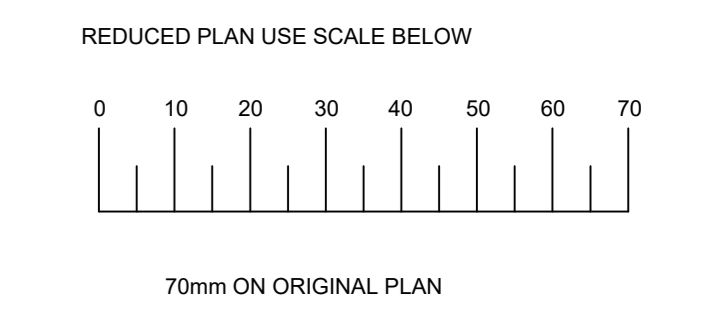 REDUCED PLAN USE SCALE BELOW
0 10 20 30 40 50 60 70
70mm ON ORIGINAL PLAN